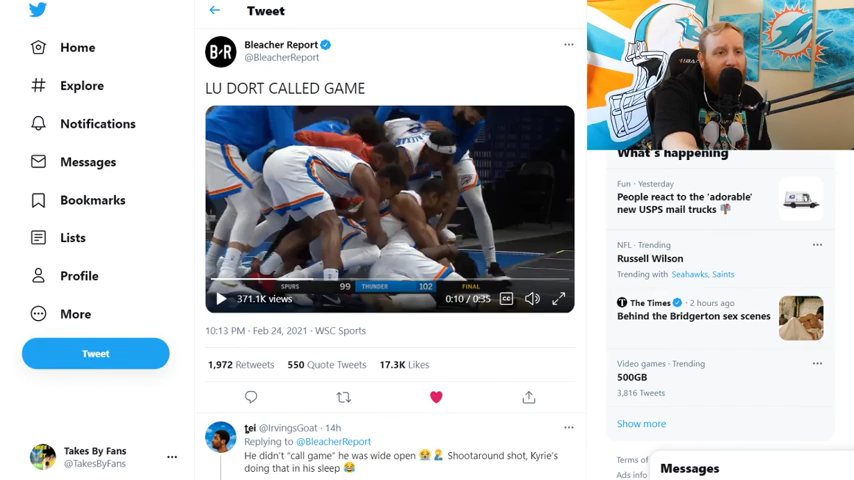 Tweet
Home
Explore
Notifications
Messages
Bookmarks
Lists
Profile
More
Tweet
Takes By Fans
@TakesByFans
B/R
Bleacher Report
@BleacherReport
LU DORT CALLED GAME
SPURS 99 THUNDER 102 FINAL
371.1K views
0:10 / 0:35
CC
10:13 PM · Feb 24, 2021 · WSC Sports
1,972 Retweets 550 Quote Tweets 17.3K Likes
ţei @IrvingsGoat · 14h
Replying to @BleacherReport
He didn't "call game" he was wide open 😭🤦‍♂️ Shootaround shot, Kyrie's
doing that in his sleep 😂
What's happening
Fun · Yesterday
People react to the 'adorable'
new USPS mail trucks 📬
NFL · Trending
Russell Wilson
Trending with Seahawks, Saints
The Times · 2 hours ago
Behind the Bridgerton sex scenes
Video games · Trending
500GB
3,816 Tweets
Show more
Terms of
Ads info
Messages